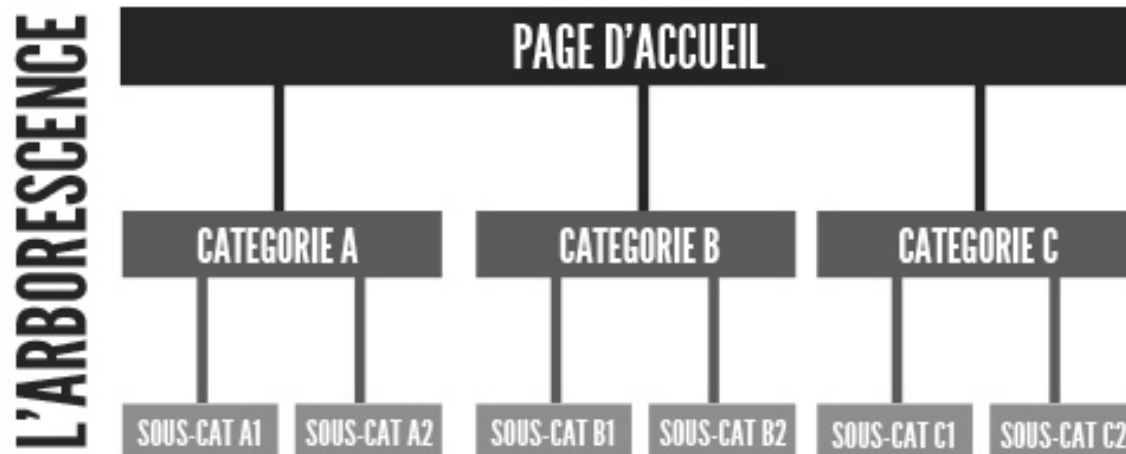 L'ARBORESCENCE
PAGE D'ACCUEIL
CATEGORIE A
CATEGORIE B
CATEGORIE C
SOUS-CAT A1
SOUS-CAT A2
SOUS-CAT B1
SOUS-CAT B2
SOUS-CAT C1
SOUS-CAT C2